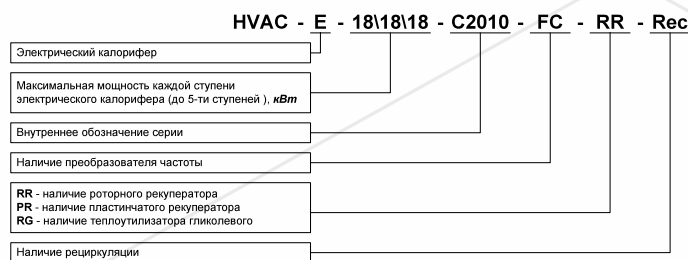 HVAC - E - 18\18\18 - C2010 - FC - RR - Rec
Электрический калорифер
Максимальная мощность каждой ступени
электрического калорифера (до 5-ти ступеней ), кВт
Внутреннее обозначение серии
Наличие преобразователя частоты
RR - наличие роторного рекуператора
PR - наличие пластинчатого рекуператора
RG - наличие теплоутилизатора гликолевого
Наличие рециркуляции